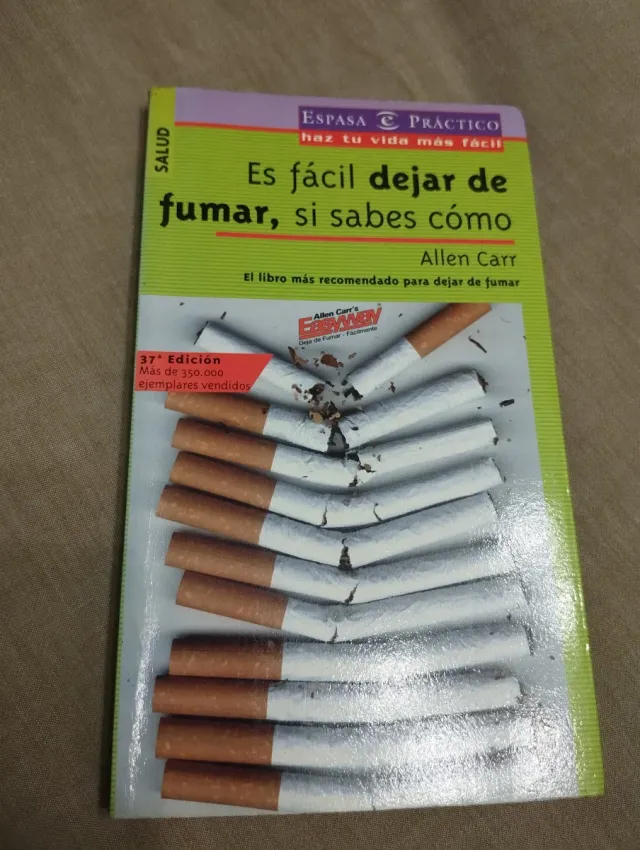 ESPASA PRÁCTICO
haz tu vida más fácil
SALUD
Es fácil dejar de
fumar, si sabes cómo
Allen Carr
El libro más recomendado para dejar de fumar
Allen Carr's
EASYWAY
Deja de Fumar - Fácilmente
37ª Edición
Más de 350.000
ejemplares vendidos